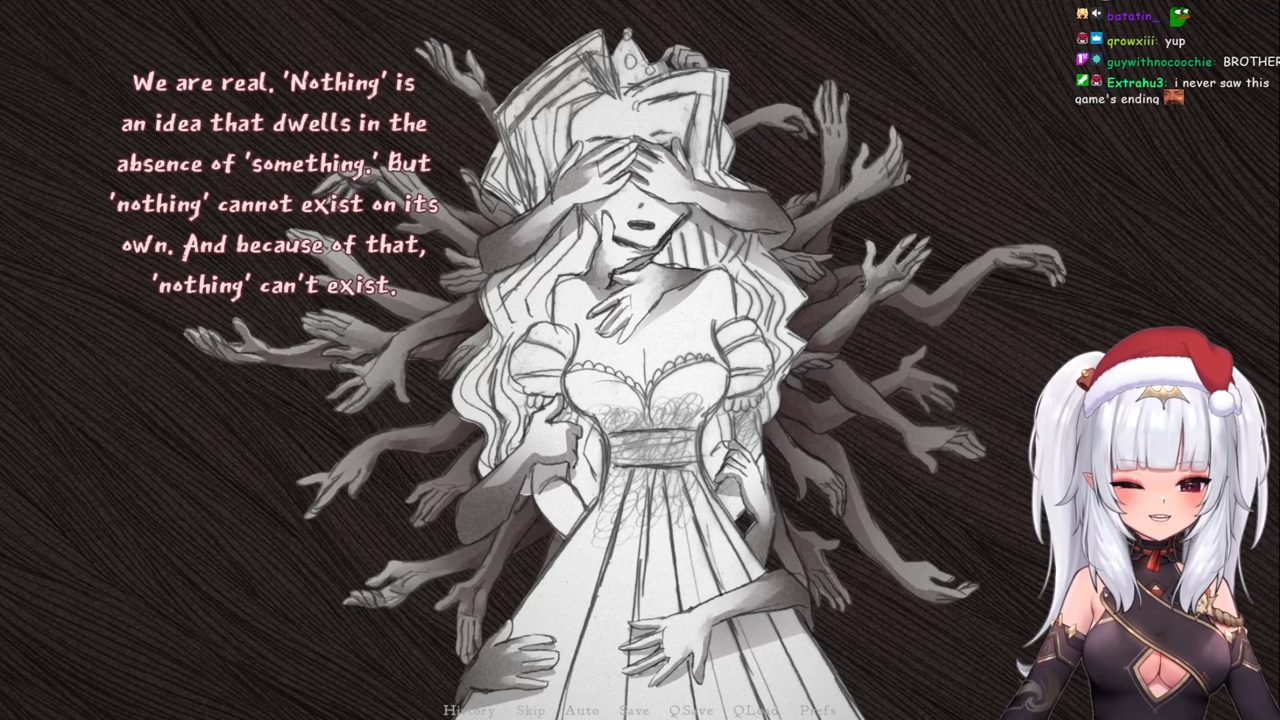 We are real. 'Nothing' is
an idea that dwells in the
absence of 'something.' But
'nothing' cannot exist on its
own. And because of that,
'nothing' can't exist.
batatin_
qrowxiii: yup
guywithnocoochie: BROTHER
Extrahu3: i never saw this
game's ending
History Skip Auto Save QSave QLoad Prefs